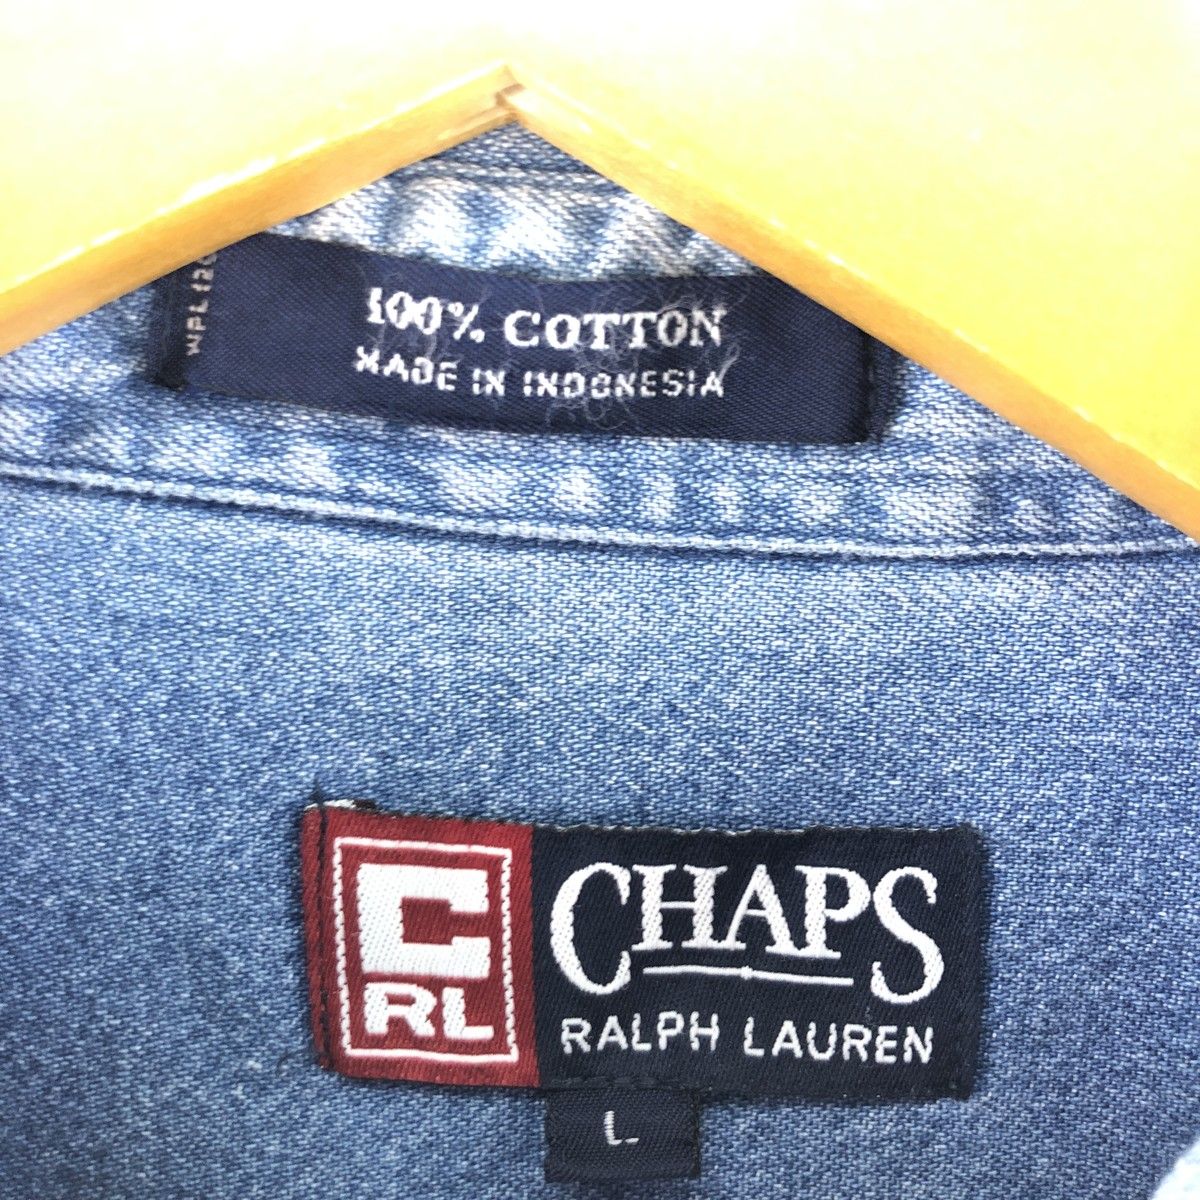 100% COTTON
MADE IN INDONESIA
C
RL
CHAPS
RALPH LAUREN
L